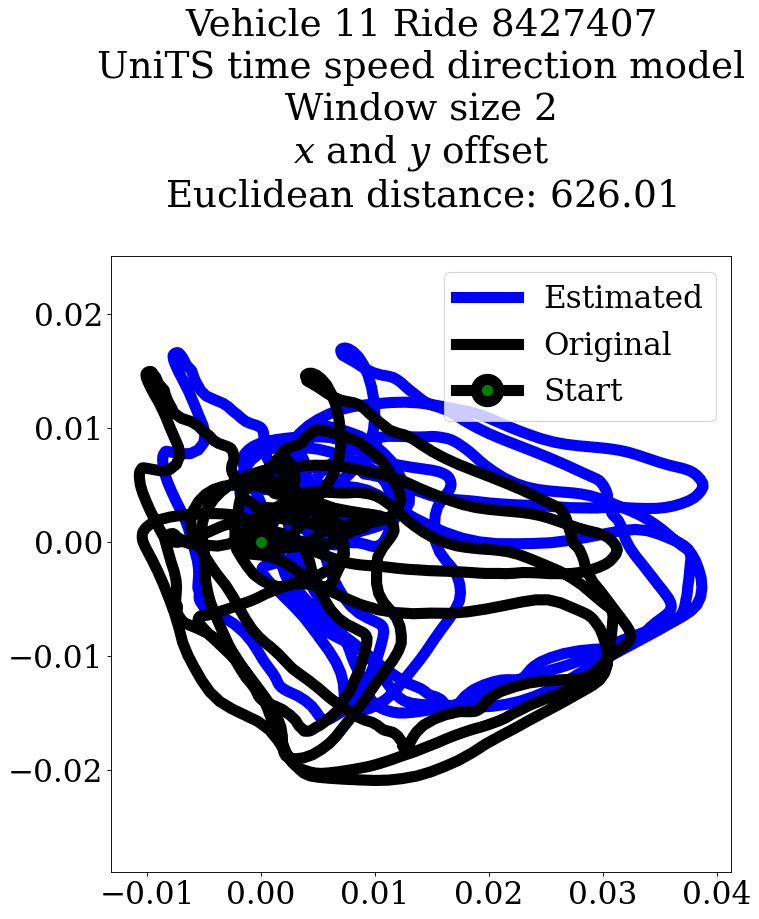 Vehicle 11 Ride 8427407
UniTS time speed direction model
Window size 2
x and y offset
Euclidean distance: 626.01
Estimated
Original
Start
0.02
0.01
0.00
−0.01
−0.02
−0.01 0.00 0.01 0.02 0.03 0.04